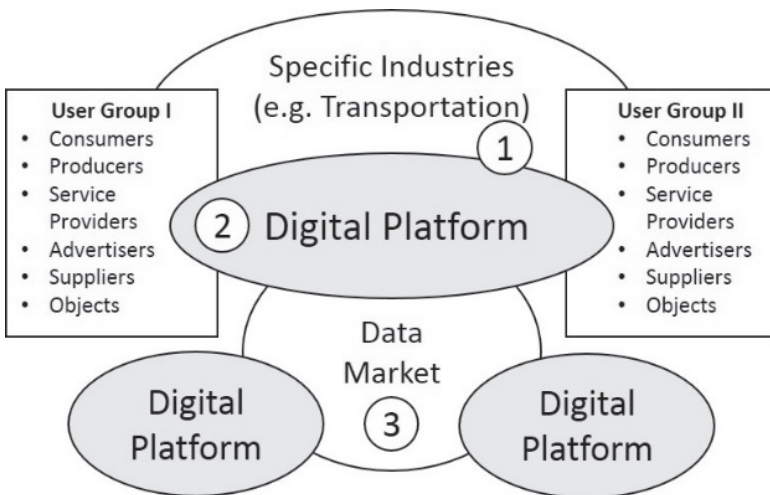 Specific Industries
(e.g. Transportation)
1
User Group I
• Consumers
• Producers
• Service
Providers
• Advertisers
• Suppliers
• Objects
2
Digital Platform
User Group II
• Consumers
• Producers
• Service
Providers
• Advertisers
• Suppliers
• Objects
Data
Market
3
Digital
Platform
Digital
Platform